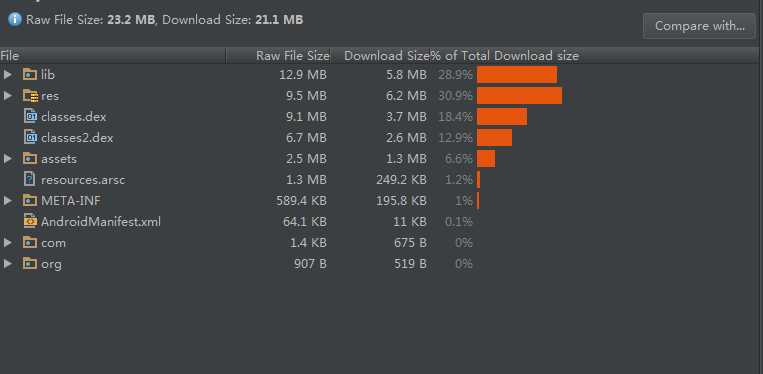 Raw File Size: 23.2 MB, Download Size: 21.1 MB
Compare with...
File Raw File Size Download Size % of Total Download size
lib 12.9 MB 5.8 MB 28.9%
res 9.5 MB 6.2 MB 30.9%
classes.dex 9.1 MB 3.7 MB 18.4%
classes2.dex 6.7 MB 2.6 MB 12.9%
assets 2.5 MB 1.3 MB 6.6%
resources.arsc 1.3 MB 249.2 KB 1.2%
META-INF 589.4 KB 195.8 KB 1%
AndroidManifest.xml 64.1 KB 11 KB 0.1%
com 1.4 KB 675 B 0%
org 907 B 519 B 0%